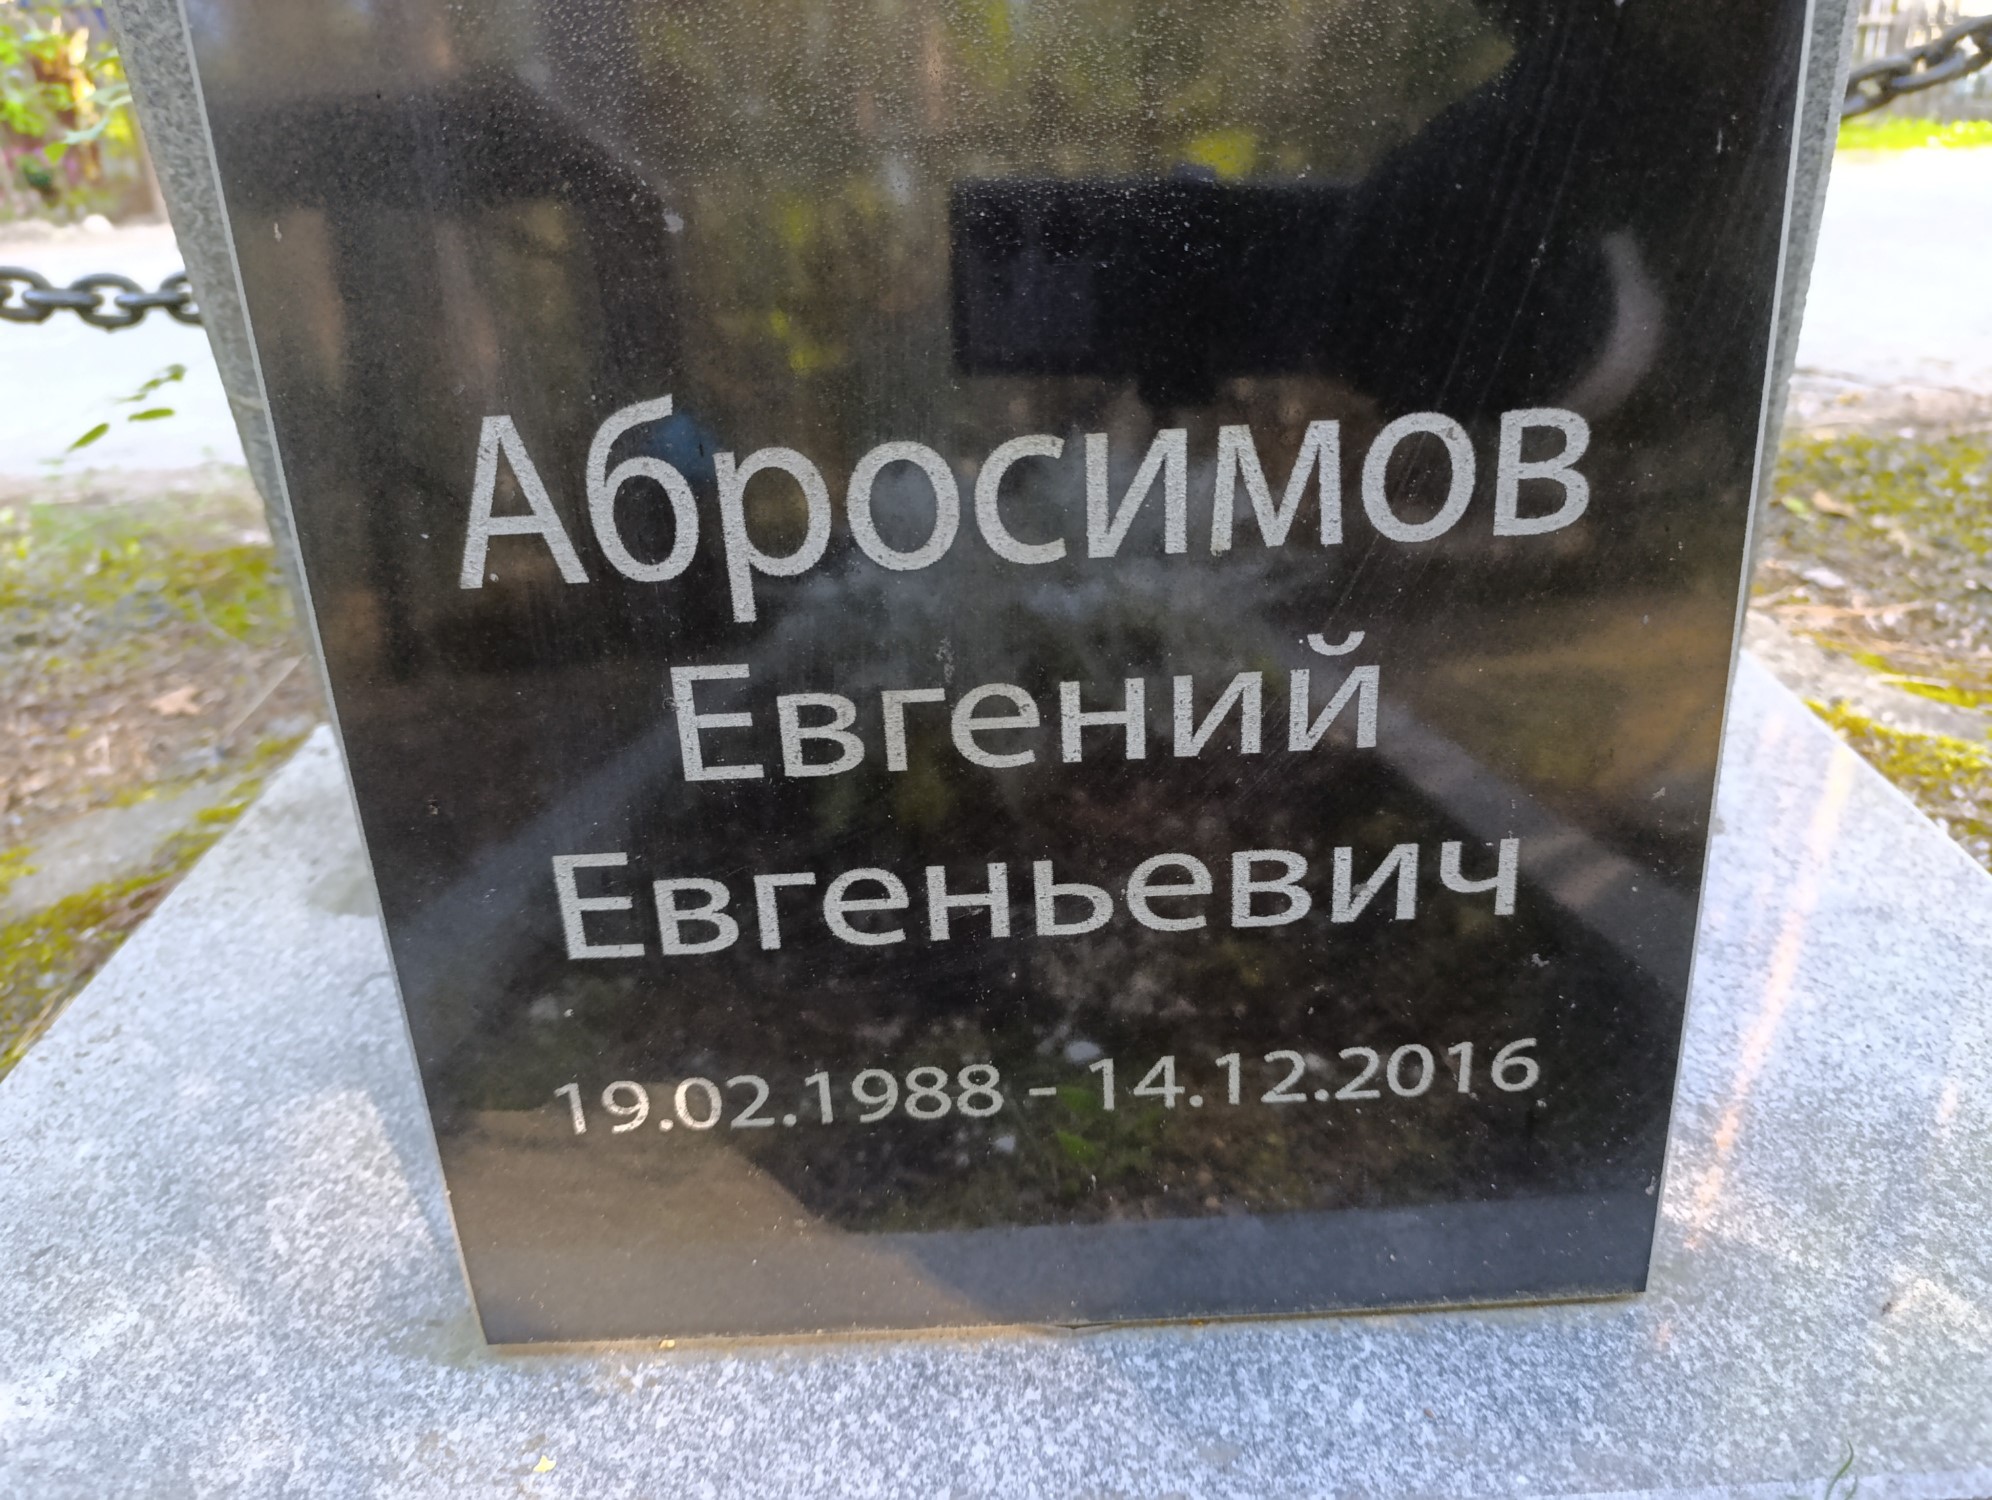 Абросимов
Евгений
Евгеньевич
19.02.1988 - 14.12.2016